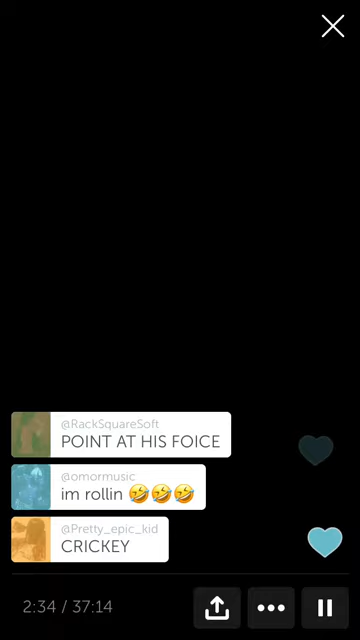 @RackSquareSoft
POINT AT HIS FOICE
@omormusic
im rollin 🤣🤣🤣
@Pretty_epic_kid
CRICKEY
2:34 / 37:14